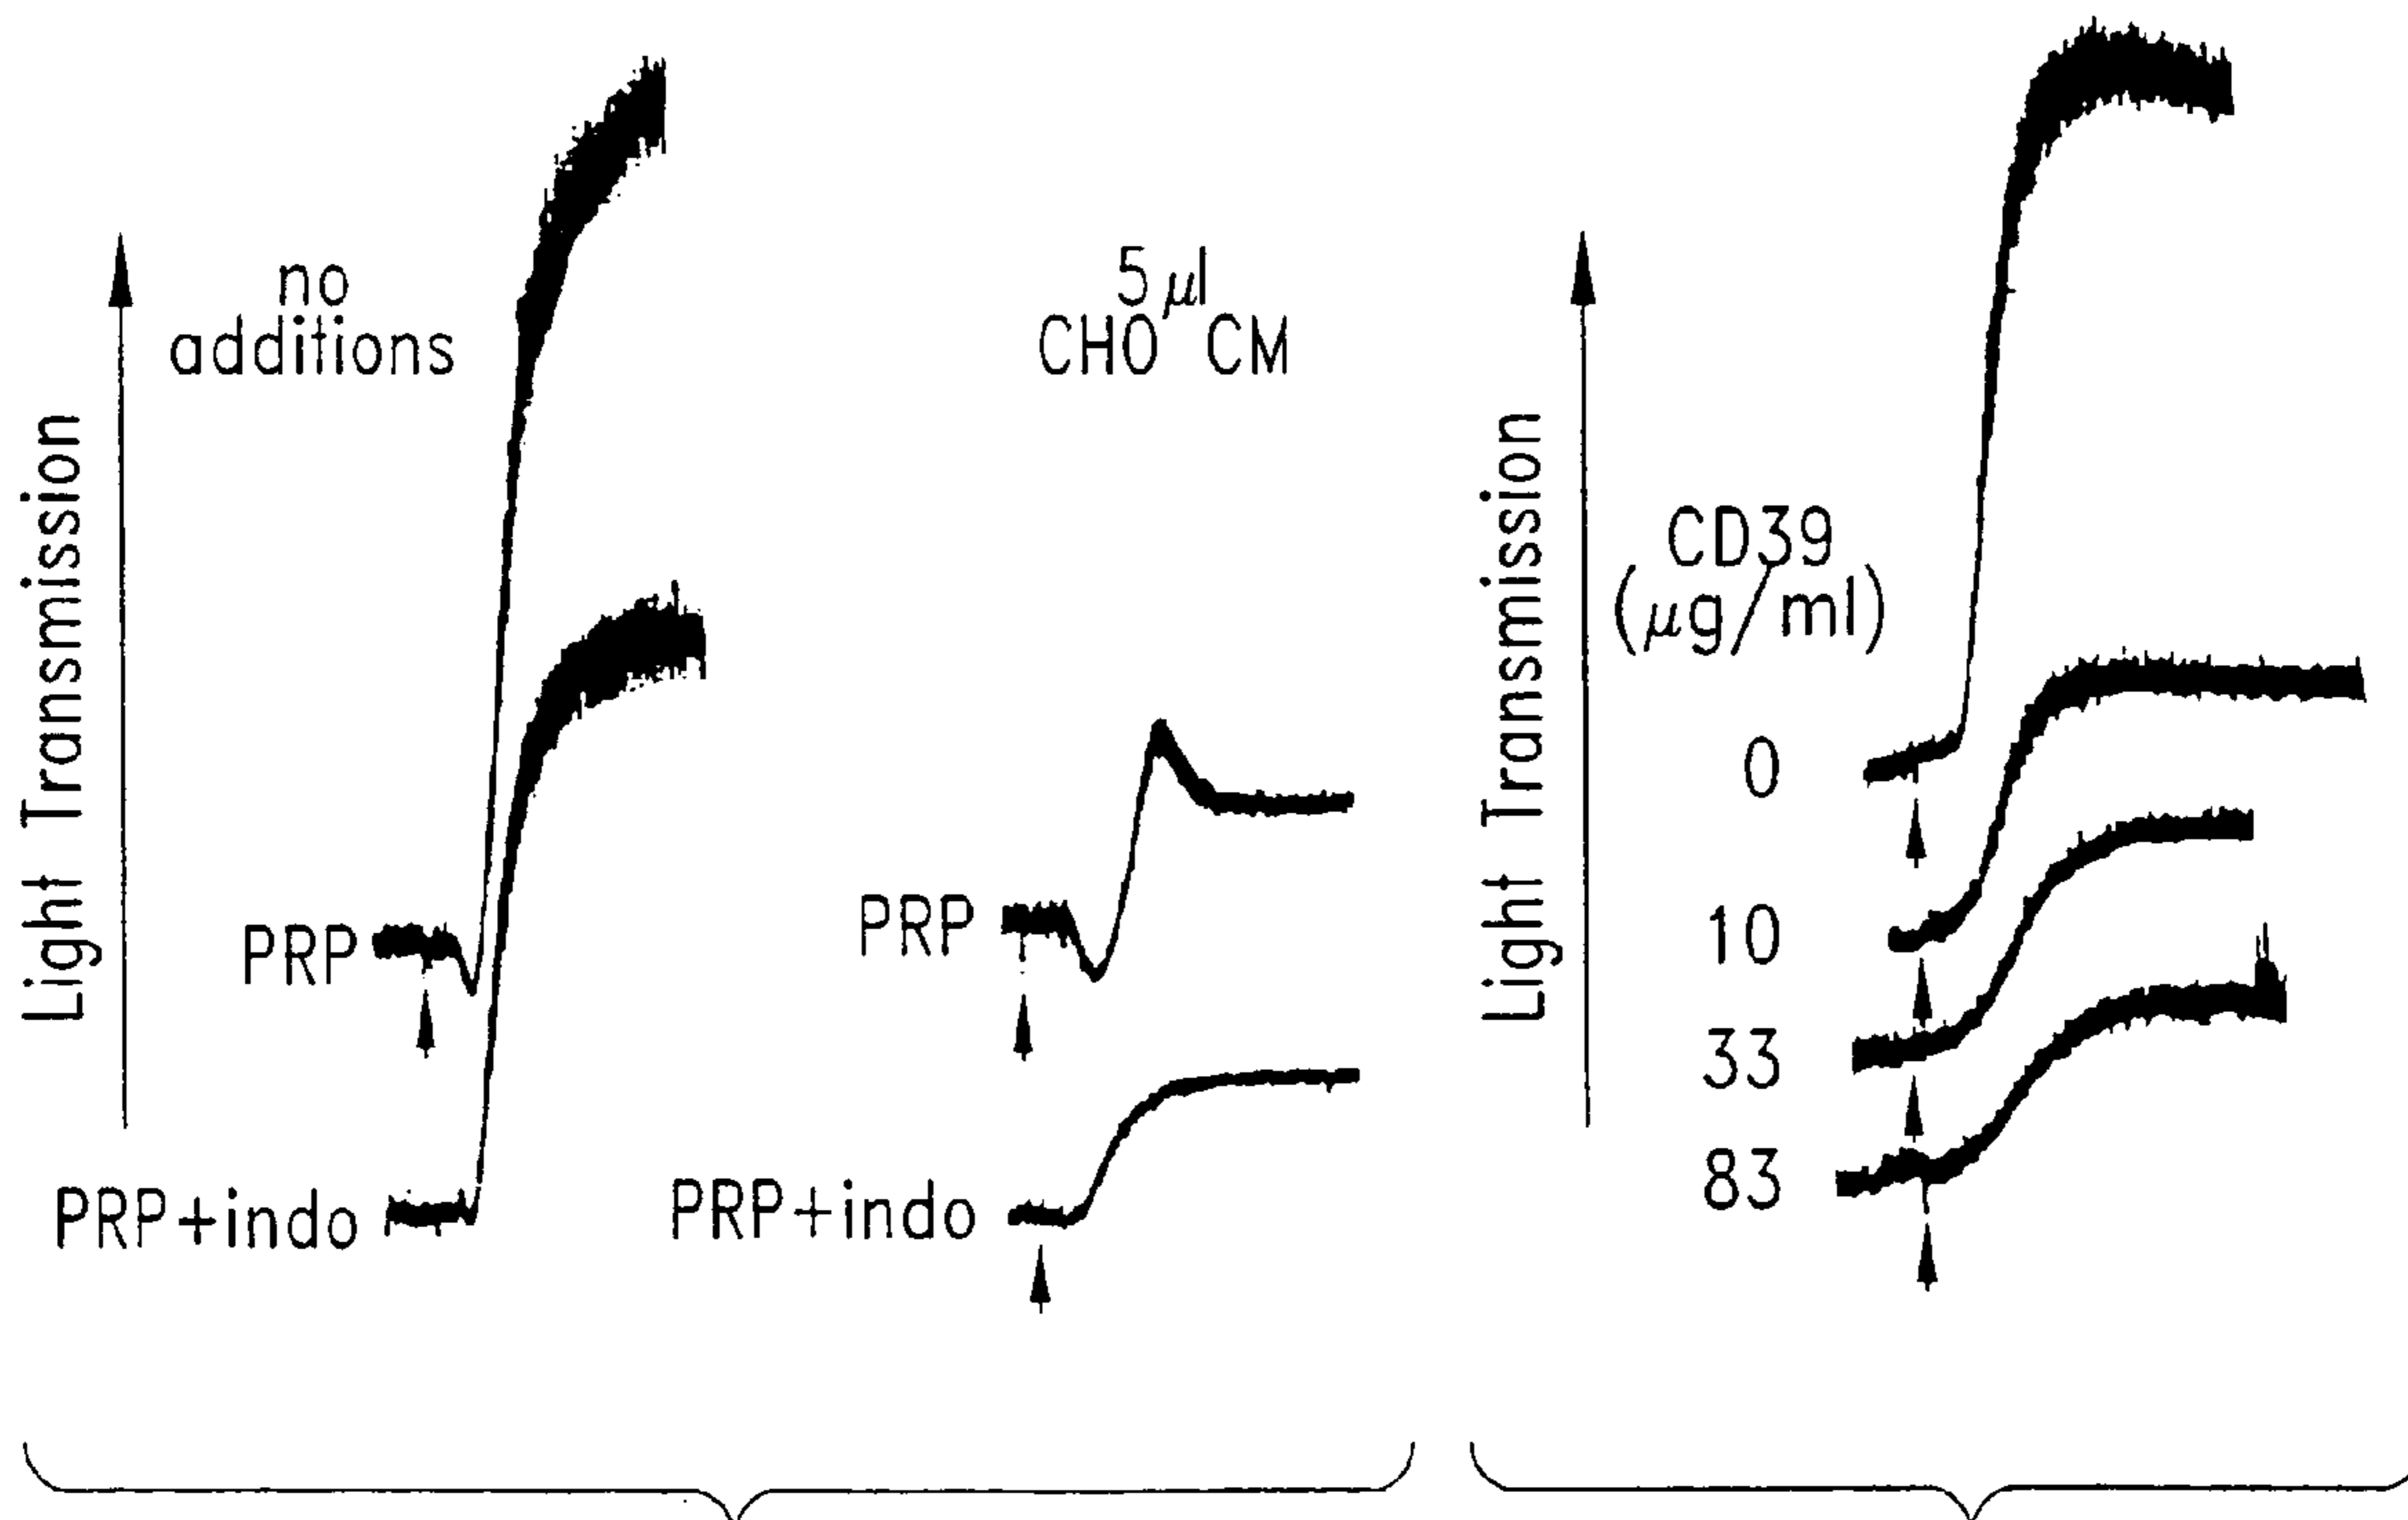 Light Transmission
no
additions
PRP
PRP+indo
5 μl
CHO CM
PRP
PRP+indo
Light Transmission
CD39
(μg/ml)
0
10
33
83